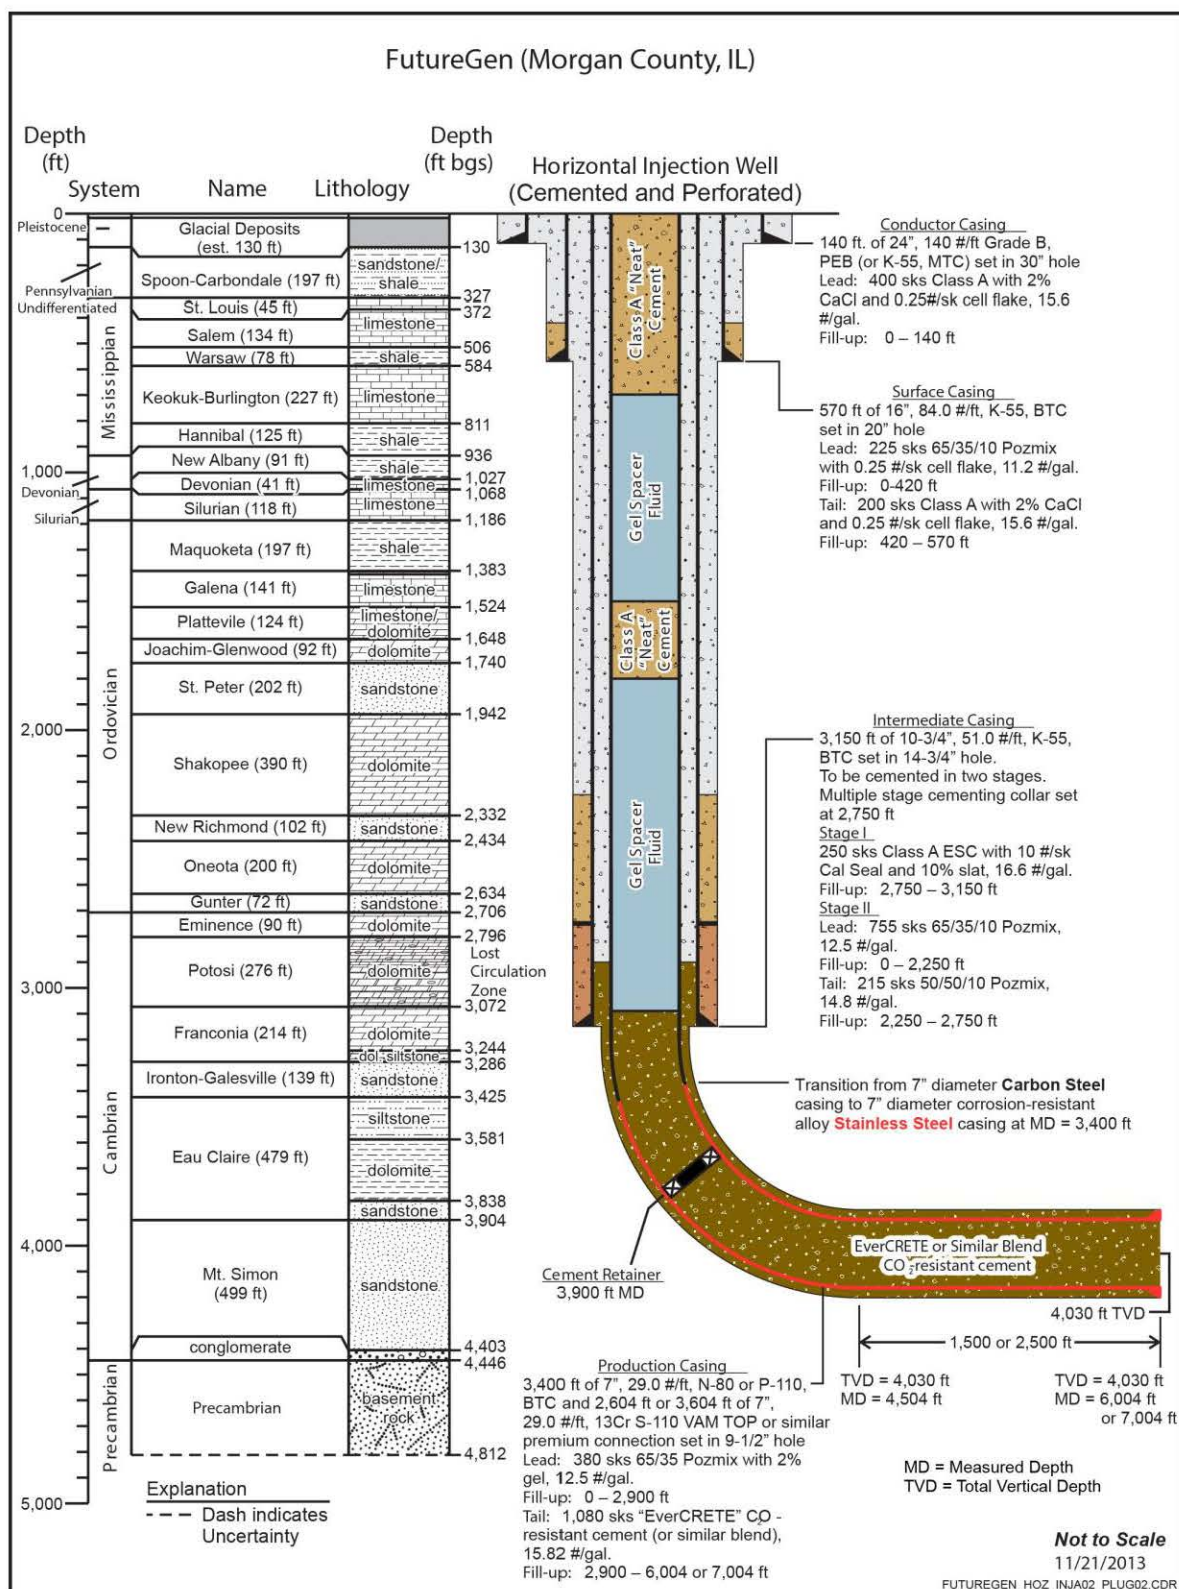 FutureGen (Morgan County, IL)
Depth
(ft)
System
Name
Lithology
Depth
(ft bgs)
Horizontal Injection Well
(Cemented and Perforated)
0
1,000
2,000
3,000
4,000
5,000
Pleistocene
Pennsylvanian
Undifferentiated
Mississippian
Devonian
Silurian
Ordovician
Cambrian
Precambrian
Glacial Deposits
(est. 130 ft)
130
Spoon-Carbondale (197 ft)
sandstone/
shale
327
St. Louis (45 ft)
372
Salem (134 ft)
limestone
506
Warsaw (78 ft)
shale
584
Keokuk-Burlington (227 ft)
limestone
811
Hannibal (125 ft)
shale
936
New Albany (91 ft)
shale
1,027
Devonian (41 ft)
limestone
1,068
Silurian (118 ft)
limestone
1,186
Maquoketa (197 ft)
shale
1,383
Galena (141 ft)
limestone
1,524
Plattevile (124 ft)
limestone/
dolomite
1,648
Joachim-Glenwood (92 ft)
dolomite
1,740
St. Peter (202 ft)
sandstone
1,942
Shakopee (390 ft)
dolomite
2,332
New Richmond (102 ft)
sandstone
2,434
Oneota (200 ft)
dolomite
2,634
Gunter (72 ft)
sandstone
2,706
Eminence (90 ft)
dolomite
2,796
Potosi (276 ft)
dolomite
Lost
Circulation
Zone
3,072
Franconia (214 ft)
dolomite
3,244
dol. siltstone
3,286
Ironton-Galesville (139 ft)
sandstone
3,425
siltstone
3,581
Eau Claire (479 ft)
dolomite
3,838
sandstone
3,904
Mt. Simon
(499 ft)
sandstone
4,403
conglomerate
4,446
Precambrian
basement
rock
4,812
Explanation
Dash indicates
Uncertainty
Class A "Neat"
Cement
Gel Spacer
Fluid
Class A
"Neat"
Cement
Gel Spacer
Fluid
Conductor Casing
140 ft. of 24", 140 #/ft Grade B,
PEB (or K-55, MTC) set in 30" hole
Lead: 400 sks Class A with 2%
CaCl and 0.25#/sk cell flake, 15.6
#/gal.
Fill-up: 0 – 140 ft
Surface Casing
570 ft of 16", 84.0 #/ft, K-55, BTC
set in 20" hole
Lead: 225 sks 65/35/10 Pozmix
with 0.25 #/sk cell flake, 11.2 #/gal.
Fill-up: 0-420 ft
Tail: 200 sks Class A with 2% CaCl
and 0.25 #/sk cell flake, 15.6 #/gal.
Fill-up: 420 – 570 ft
Intermediate Casing
3,150 ft of 10-3/4", 51.0 #/ft, K-55,
BTC set in 14-3/4" hole.
To be cemented in two stages.
Multiple stage cementing collar set
at 2,750 ft
Stage I
250 sks Class A ESC with 10 #/sk
Cal Seal and 10% slat, 16.6 #/gal.
Fill-up: 2,750 – 3,150 ft
Stage II
Lead: 755 sks 65/35/10 Pozmix,
12.5 #/gal.
Fill-up: 0 – 2,250 ft
Tail: 215 sks 50/50/10 Pozmix,
14.8 #/gal.
Fill-up: 2,250 – 2,750 ft
Transition from 7" diameter Carbon Steel
casing to 7" diameter corrosion-resistant
alloy Stainless Steel casing at MD = 3,400 ft
EverCRETE or Similar Blend
CO2-resistant cement
Cement Retainer
3,900 ft MD
4,030 ft TVD
1,500 or 2,500 ft
TVD = 4,030 ft
MD = 4,504 ft
TVD = 4,030 ft
MD = 6,004 ft
or 7,004 ft
Production Casing
3,400 ft of 7", 29.0 #/ft, N-80 or P-110,
BTC and 2,604 ft or 3,604 ft of 7",
29.0 #/ft, 13Cr S-110 VAM TOP or similar
premium connection set in 9-1/2" hole
Lead: 380 sks 65/35 Pozmix with 2%
gel, 12.5 #/gal.
Fill-up: 0 – 2,900 ft
Tail: 1,080 sks "EverCRETE" CO2 -
resistant cement (or similar blend),
15.82 #/gal.
Fill-up: 2,900 – 6,004 or 7,004 ft
MD = Measured Depth
TVD = Total Vertical Depth
Not to Scale
11/21/2013
FUTUREGEN_HOZ_INJA02_PLUG02.CDR